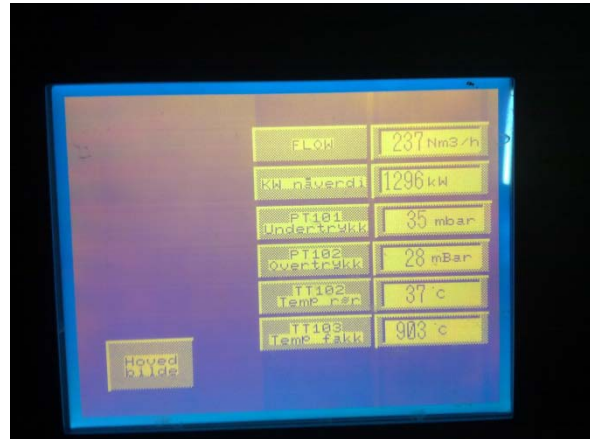 FLOW 237 Nm3/h
KW nåverdi 1296 kW
PT101
Undertrykk 35 mbar
PT102
Overtrykk 28 mBar
TT102
Temp rør 37 °c
TT103
Temp fakk 903 °c
Hoved
bilde